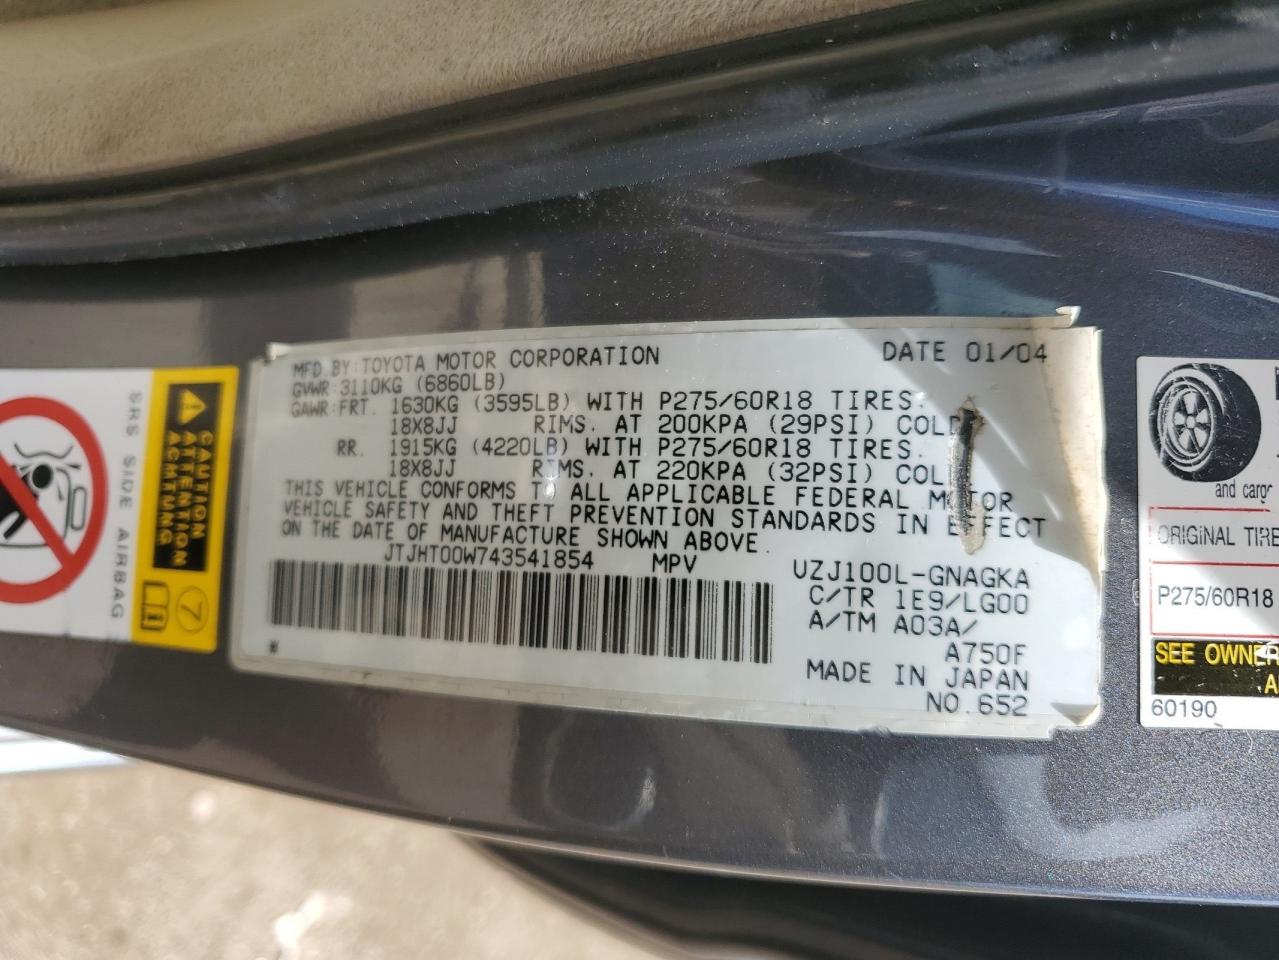 MFD.BY:TOYOTA MOTOR CORPORATION DATE 01/04
GVWR:3110KG (6860LB)
GAWR:FRT. 1630KG (3595LB) WITH P275/60R18 TIRES.
18X8JJ RIMS. AT 200KPA (29PSI) COLD
RR. 1915KG (4220LB) WITH P275/60R18 TIRES.
18X8JJ RIMS. AT 220KPA (32PSI) COL
THIS VEHICLE CONFORMS TO ALL APPLICABLE FEDERAL MOTOR
VEHICLE SAFETY AND THEFT PREVENTION STANDARDS IN EFFECT
ON THE DATE OF MANUFACTURE SHOWN ABOVE.
JTJHT00W743541854 MPV
VZJ100L-GNAGKA
C/TR 1E9/LG00
A/TM A03A/
A750F
MADE IN JAPAN
NO.652
CAUTION
ATTENTION
ACHTUNG
SRS SIDE AIRBAG
7
and cargo
ORIGINAL TIRE
P275/60R18
SEE OWNER
60190